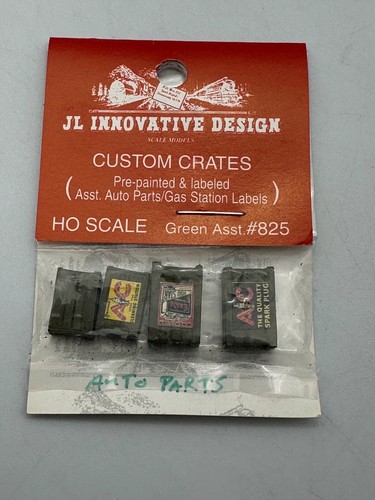 JL INNOVATIVE DESIGN
SCALE MODELS
CUSTOM CRATES
Pre-painted & labeled
( Asst. Auto Parts/Gas Station Labels )
HO SCALE Green Asst.#825
THE QUALITY
SPARK PLUG
AUTO PARTS